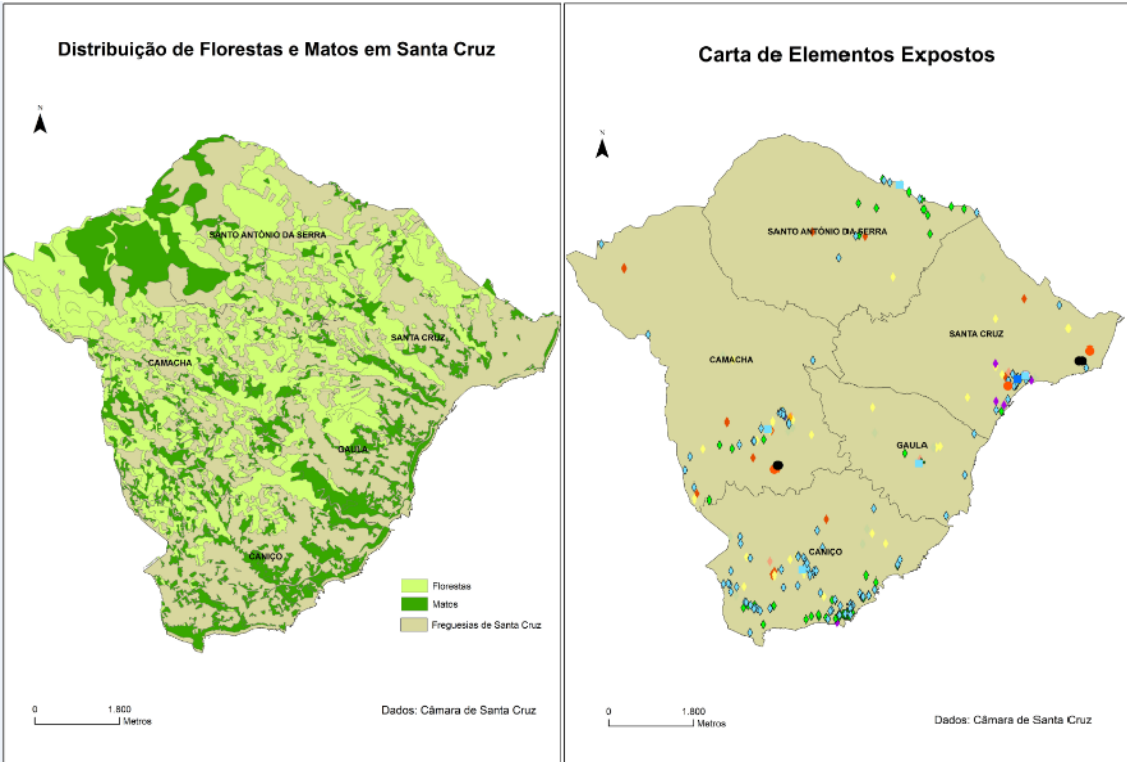 Distribuição de Florestas e Matos em Santa Cruz
N
SANTO ANTÓNIO DA SERRA
SANTA CRUZ
CAMACHA
GAULA
CANIÇO
Florestas
Matos
Freguesias de Santa Cruz
0 1.800
Metros
Dados: Câmara de Santa Cruz
Carta de Elementos Expostos
N
SANTO ANTÓNIO DA SERRA
SANTA CRUZ
CAMACHA
GAULA
CANIÇO
0 1.800
Metros
Dados: Câmara de Santa Cruz